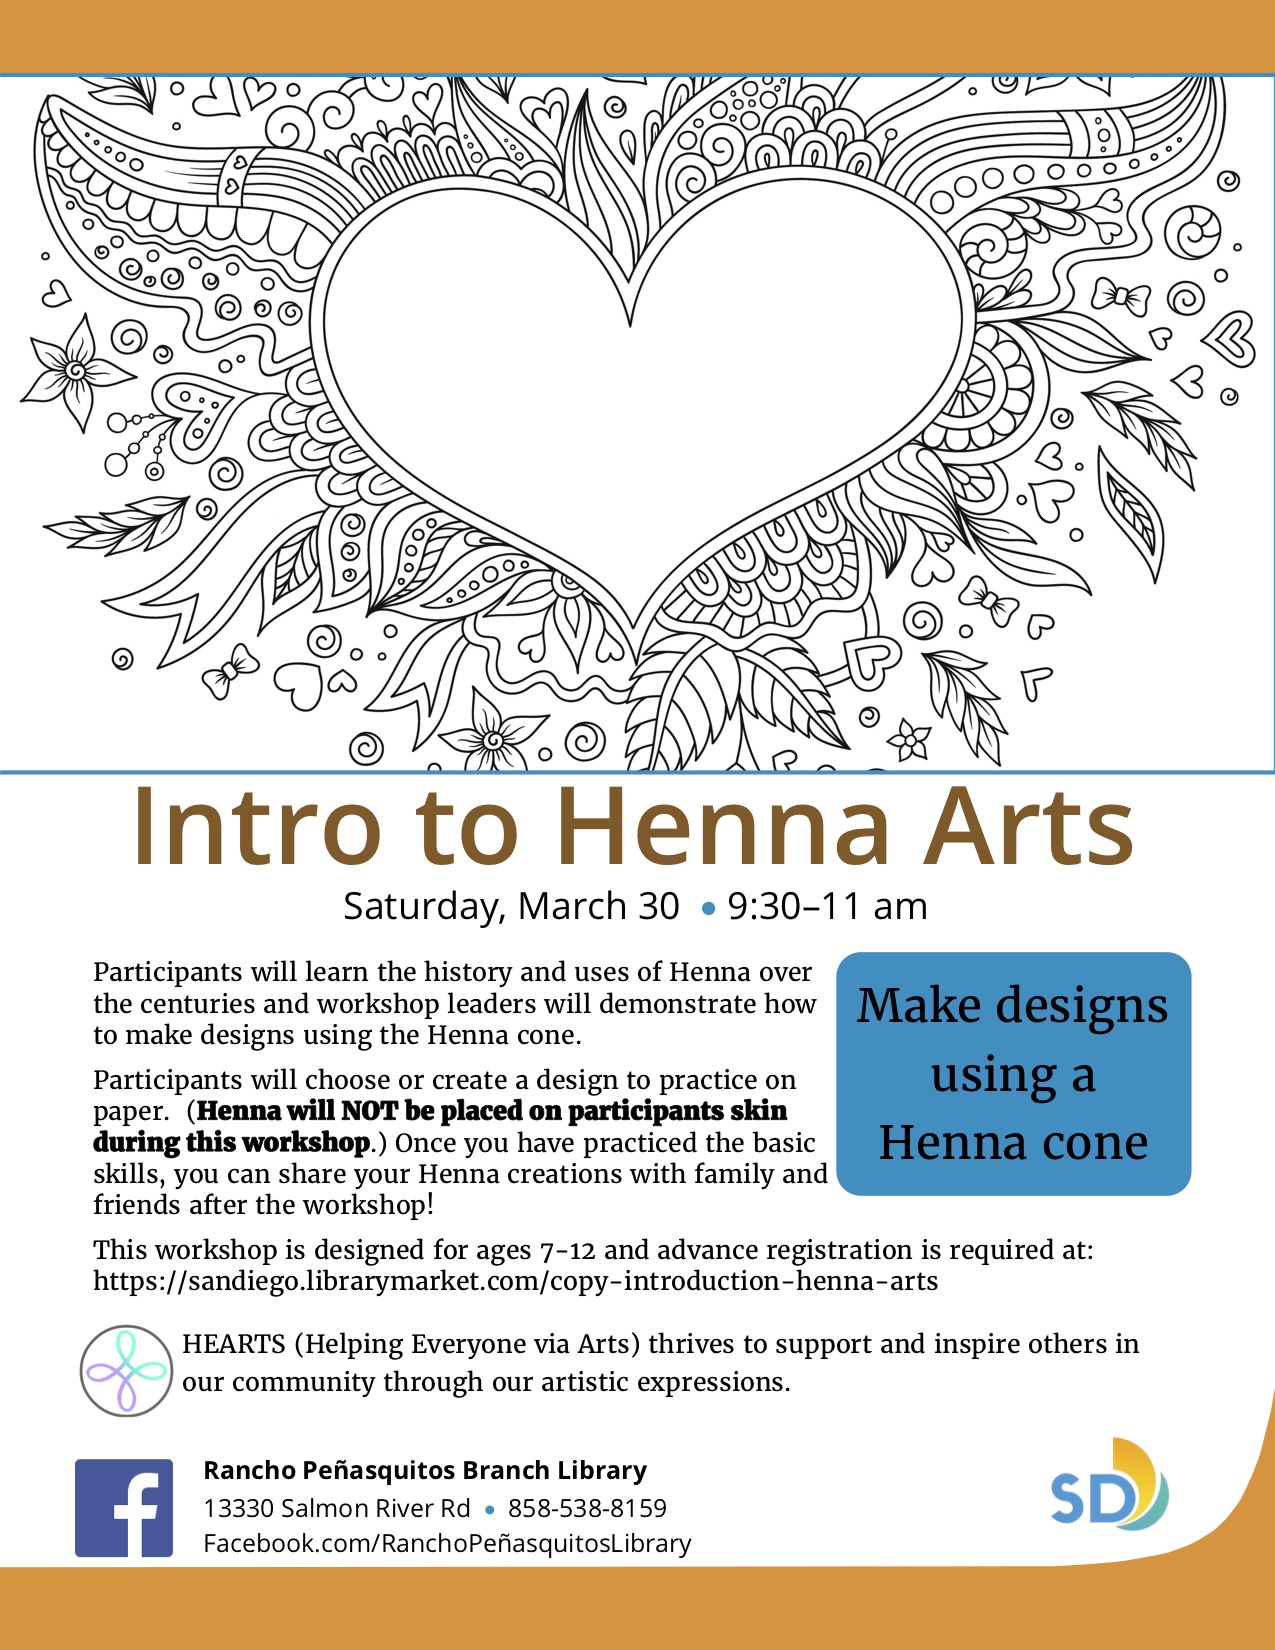 Intro to Henna Arts
Saturday, March 30 • 9:30–11 am
Participants will learn the history and uses of Henna over
the centuries and workshop leaders will demonstrate how
to make designs using the Henna cone.
Participants will choose or create a design to practice on
paper. (Henna will NOT be placed on participants skin
during this workshop.) Once you have practiced the basic
skills, you can share your Henna creations with family and
friends after the workshop!
Make designs
using a
Henna cone
This workshop is designed for ages 7-12 and advance registration is required at:
https://sandiego.librarymarket.com/copy-introduction-henna-arts
HEARTS (Helping Everyone via Arts) thrives to support and inspire others in
our community through our artistic expressions.
f
Rancho Peñasquitos Branch Library
13330 Salmon River Rd • 858-538-8159
Facebook.com/RanchoPeñasquitosLibrary
SD